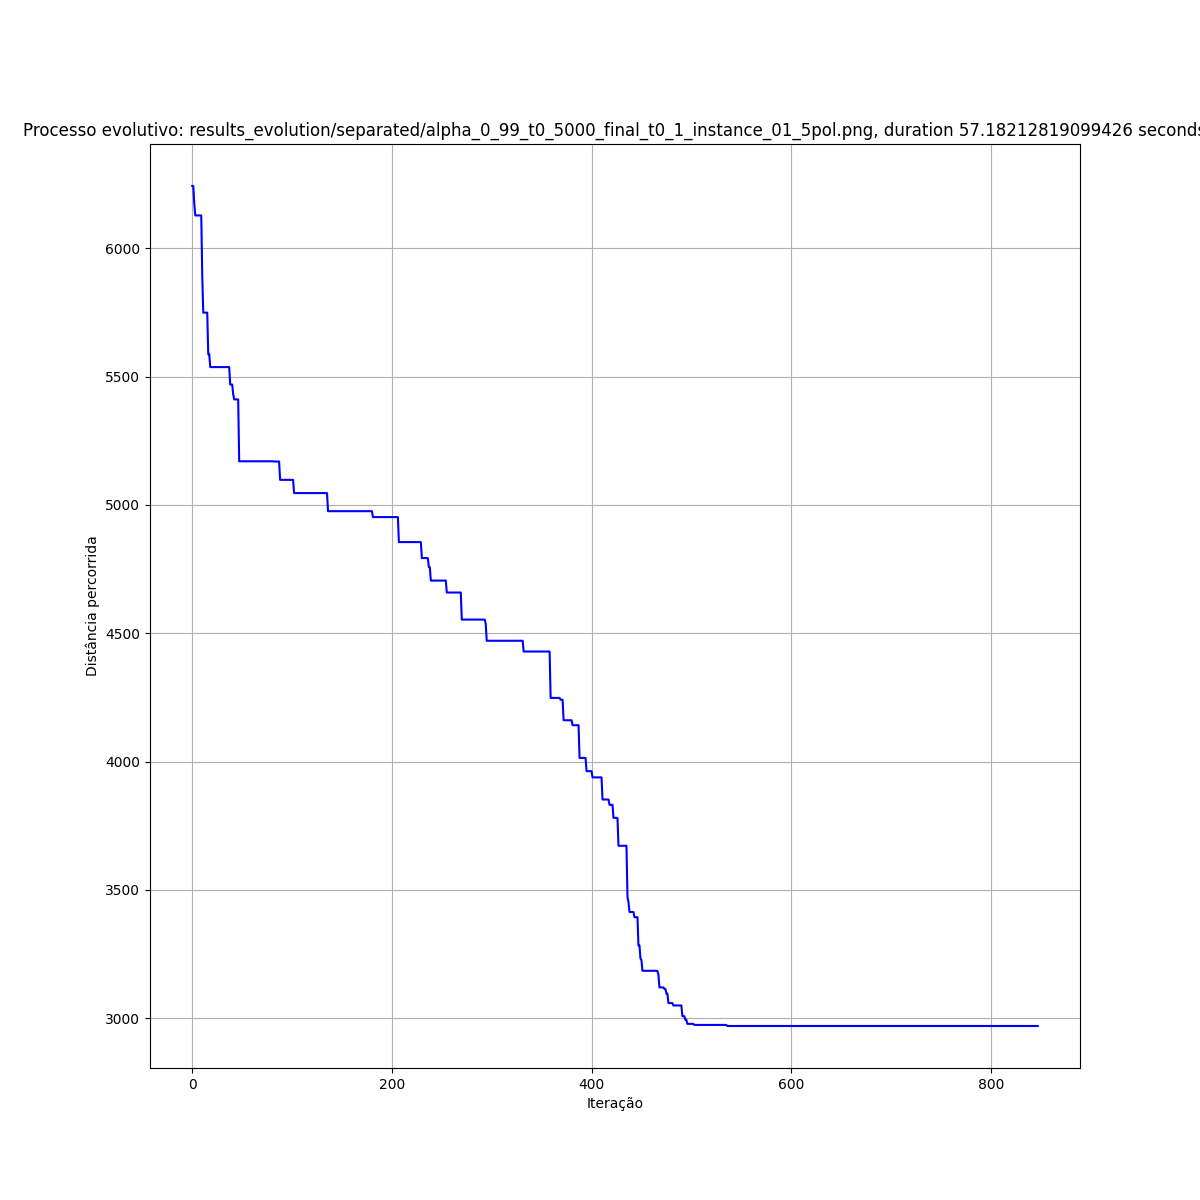 Processo evolutivo: results_evolution/separated/alpha_0_99_t0_5000_final_t0_1_instance_01_5pol.png, duration 57.18212819099426 seconds
6000
5500
5000
4500
4000
3500
3000
Distância percorrida
0 200 400 600 800
Iteração